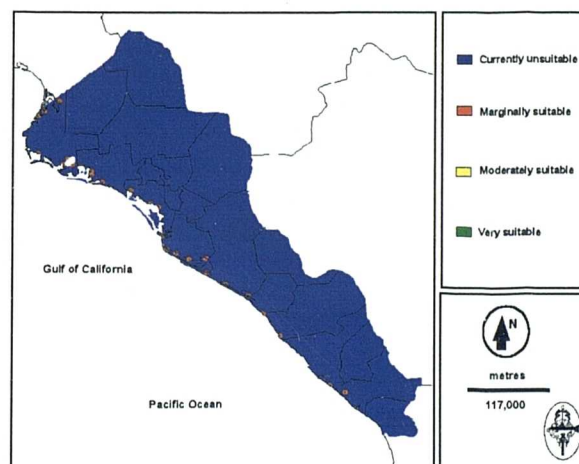 Currently unsuitable
Marginally suitable
Moderately suitable
Very suitable
Gulf of California
Pacific Ocean
N
metres
117,000